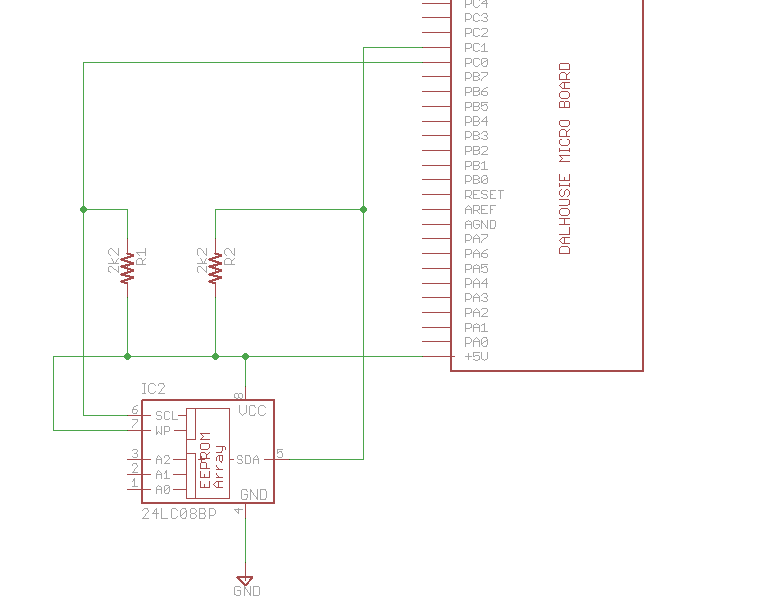 PC4
PC3
PC2
PC1
PC0
PB7
PB6
PB5
PB4
PB3
PB2
PB1
PB0
RESET
AREF
AGND
PA7
PA6
PA5
PA4
PA3
PA2
PA1
PA0
+5V
DALHOUSIE MICRO BOARD
2k2
R1
2k2
R2
IC2
8
VCC
6
SCL
7
WP
3
A2
2
A1
1
A0
EEPROM
Array
SDA
5
GND
4
24LC08BP
GND